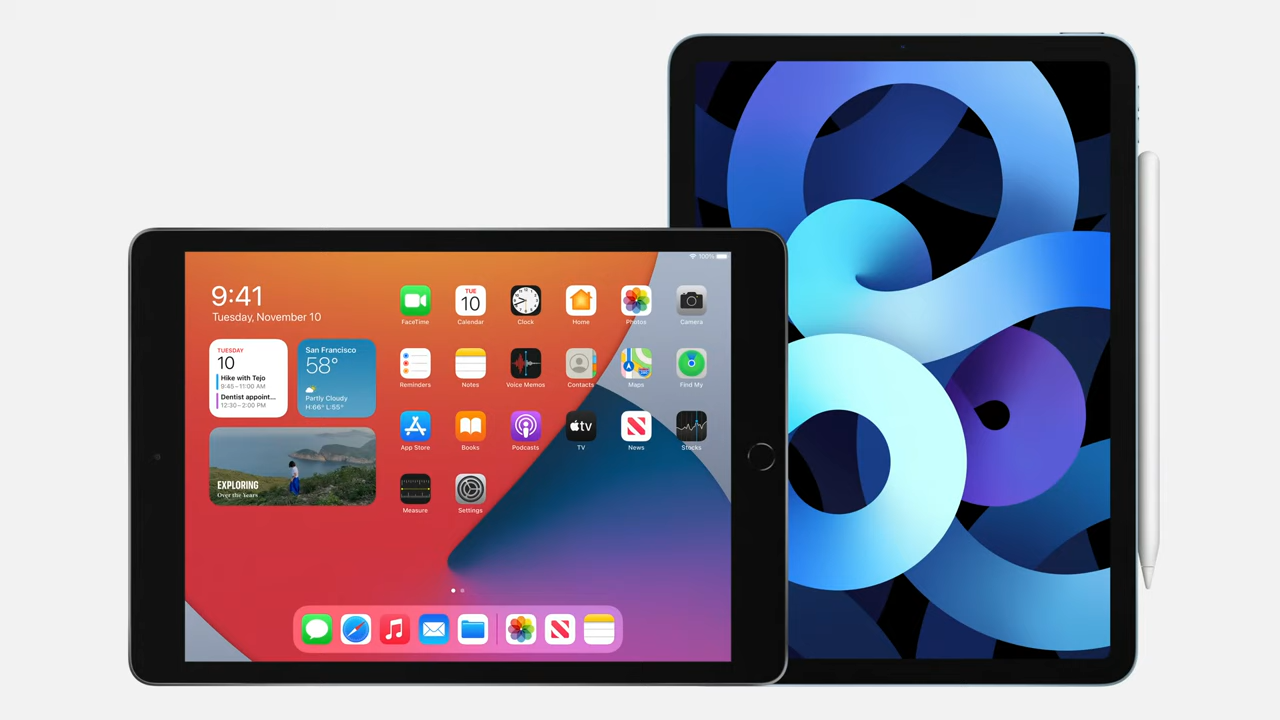 100%
9:41
Tuesday, November 10
TUESDAY
10
Hike with Tejo
9:45–11:00 AM
Dentist appoint...
12:30–2:00 PM
San Francisco
58°
Partly Cloudy
H:66° L:55°
EXPLORING
Over the Years
TUE
10
FaceTime
Calendar
Clock
Home
Photos
Camera
Reminders
Notes
Voice Memos
Contacts
Maps
Find My
tv
App Store
Books
Podcasts
TV
News
Stocks
Measure
Settings